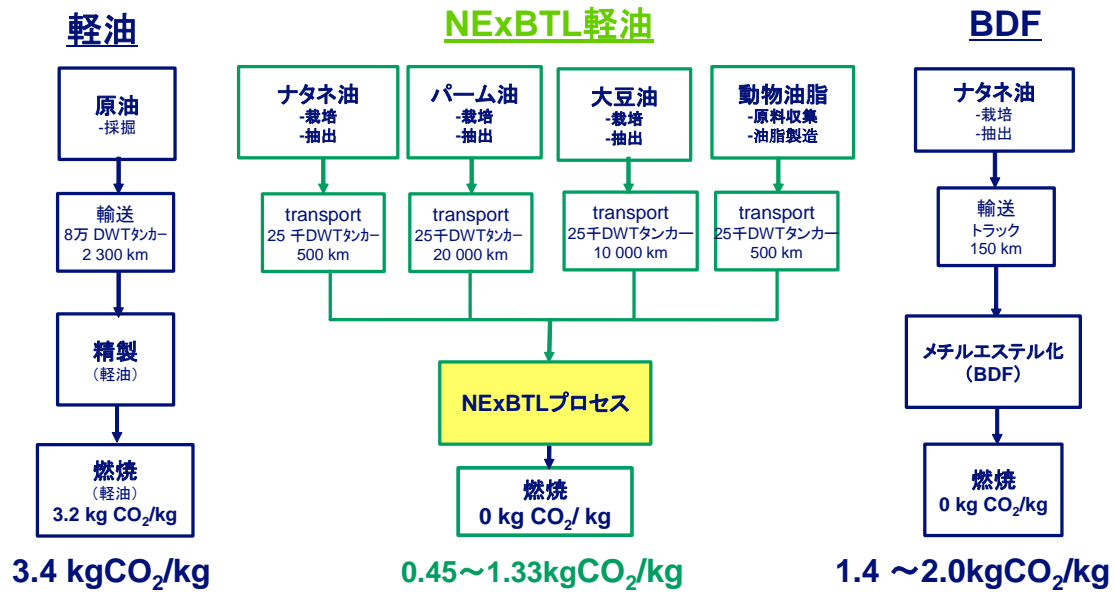 軽油
原油
-採掘
輸送
8万 DWTタンカー
2 300 km
精製
（軽油）
燃焼
（軽油）
3.2 kg CO₂/kg
3.4 kgCO₂/kg
NExBTL軽油
ナタネ油
-栽培
-抽出
パーム油
-栽培
-抽出
大豆油
-栽培
-抽出
動物油脂
-原料収集
-油脂製造
transport
25 千DWTタンカー
500 km
transport
25千DWTタンカー
20 000 km
transport
25千DWTタンカー
10 000 km
transport
25千DWTタンカー
500 km
NExBTLプロセス
燃焼
0 kg CO₂/ kg
0.45～1.33kgCO₂/kg
BDF
ナタネ油
-栽培
-抽出
輸送
トラック
150 km
メチルエステル化
（BDF）
燃焼
0 kg CO₂/kg
1.4 ～2.0kgCO₂/kg